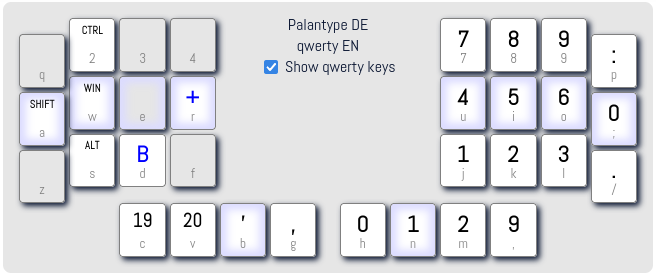 Palantype DE
qwerty EN
Show qwerty keys
q
CTRL
2
3
4
7
7
8
8
9
9
:
p
SHIFT
a
WIN
w
e
+
r
4
u
5
i
6
o
0
;
z
ALT
s
B
d
f
1
j
2
k
3
l
.
/
19
c
20
v
'
b
,
g
0
h
1
n
2
m
9
,